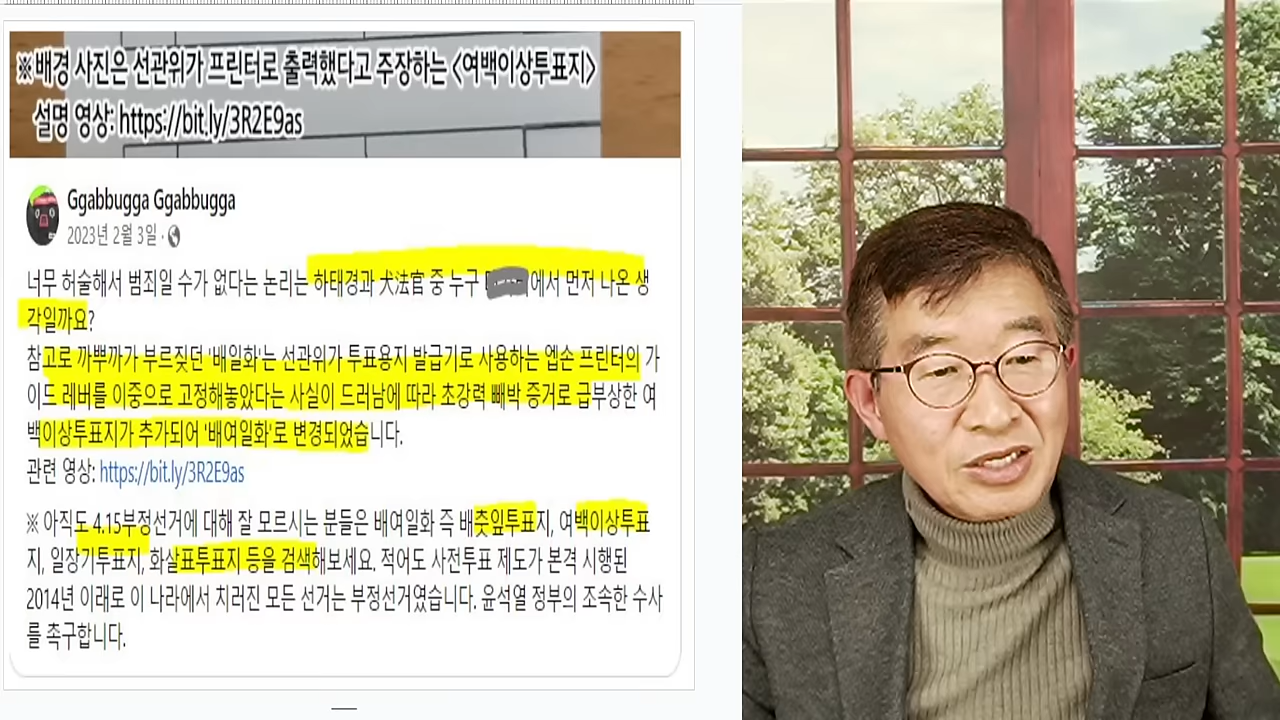 ※배경 사진은 선관위가 프린터로 출력했다고 주장하는 <여백이상투표지>
설명 영상: https://bit.ly/3R2E9as
Ggabbugga Ggabbugga
2023년 2월 3일 ·
너무 허술해서 범죄일 수가 없다는 논리는 하태경과 犬法官 중 누구 에서 먼저 나온 생
각일까요?
참고로 까뿌까가 부르짖던 '배일화'는 선관위가 투표용지 발급기로 사용하는 엡손 프린터의 가
이드 레버를 이중으로 고정해놓았다는 사실이 드러남에 따라 초강력 빼박 증거로 급부상한 여
백이상투표지가 추가되어 '배여일화'로 변경되었습니다.
관련 영상: https://bit.ly/3R2E9as
※ 아직도 4.15부정선거에 대해 잘 모르시는 분들은 배여일화 즉 배춧잎투표지, 여백이상투표
지, 일장기투표지, 화살표투표지 등을 검색해보세요. 적어도 사전투표 제도가 본격 시행된
2014년 이래로 이 나라에서 치러진 모든 선거는 부정선거였습니다. 윤석열 정부의 조속한 수사
를 촉구합니다.